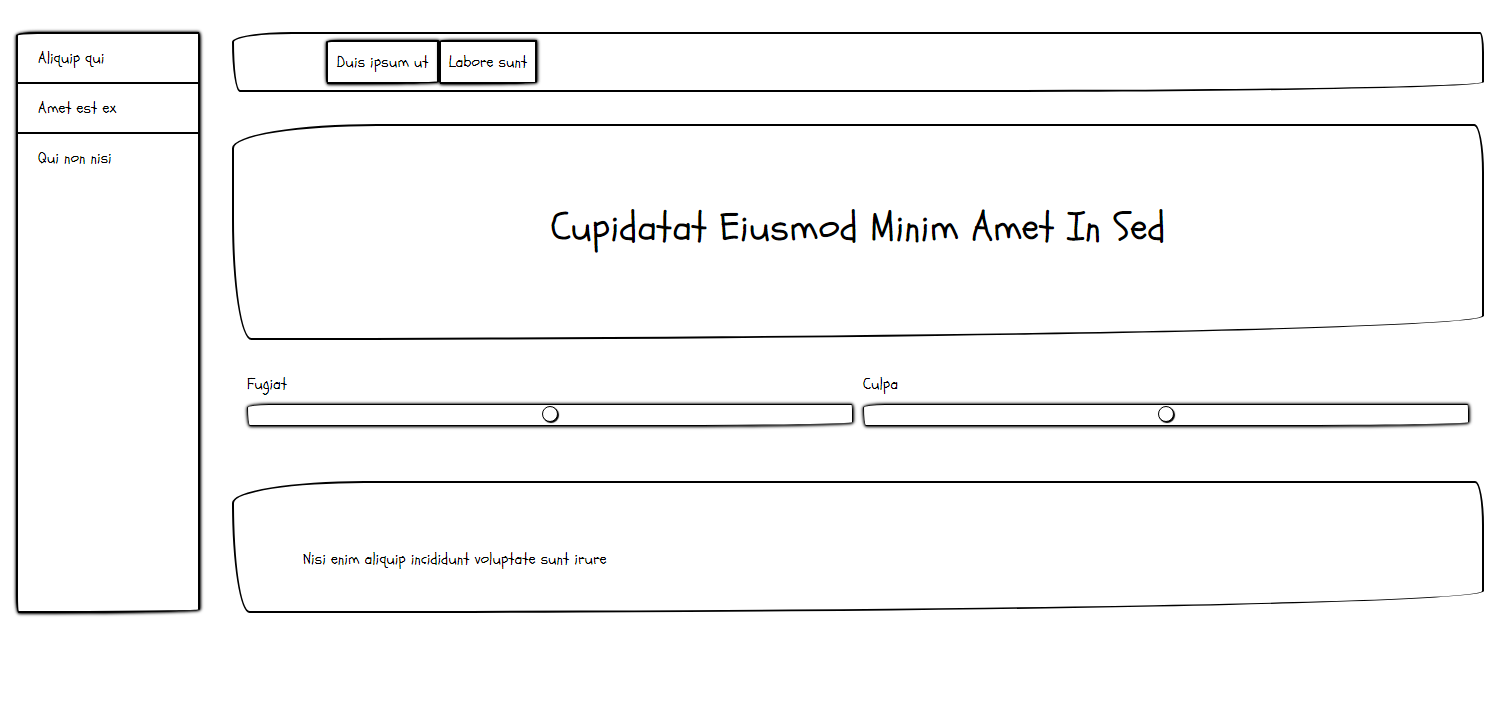 Aliquip qui
Amet est ex
Qui non nisi
Duis ipsum ut
Labore sunt
Cupidatat Eiusmod Minim Amet In Sed
Fugiat
Culpa
Nisi enim aliquip incididunt voluptate sunt irure